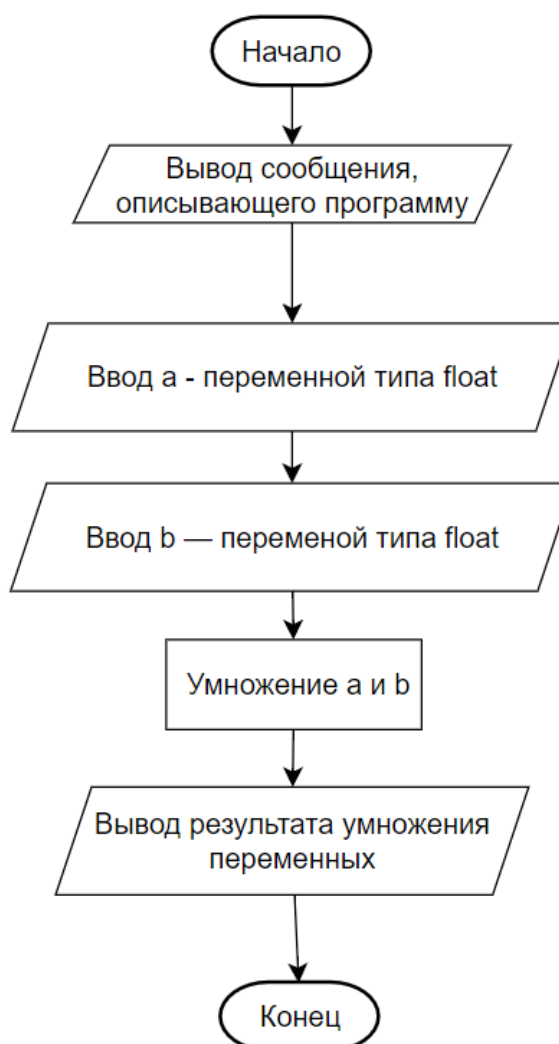 Начало
Вывод сообщения,
описывающего программу
Ввод a - переменной типа float
Ввод b — переменой типа float
Умножение a и b
Вывод результата умножения
переменных
Конец